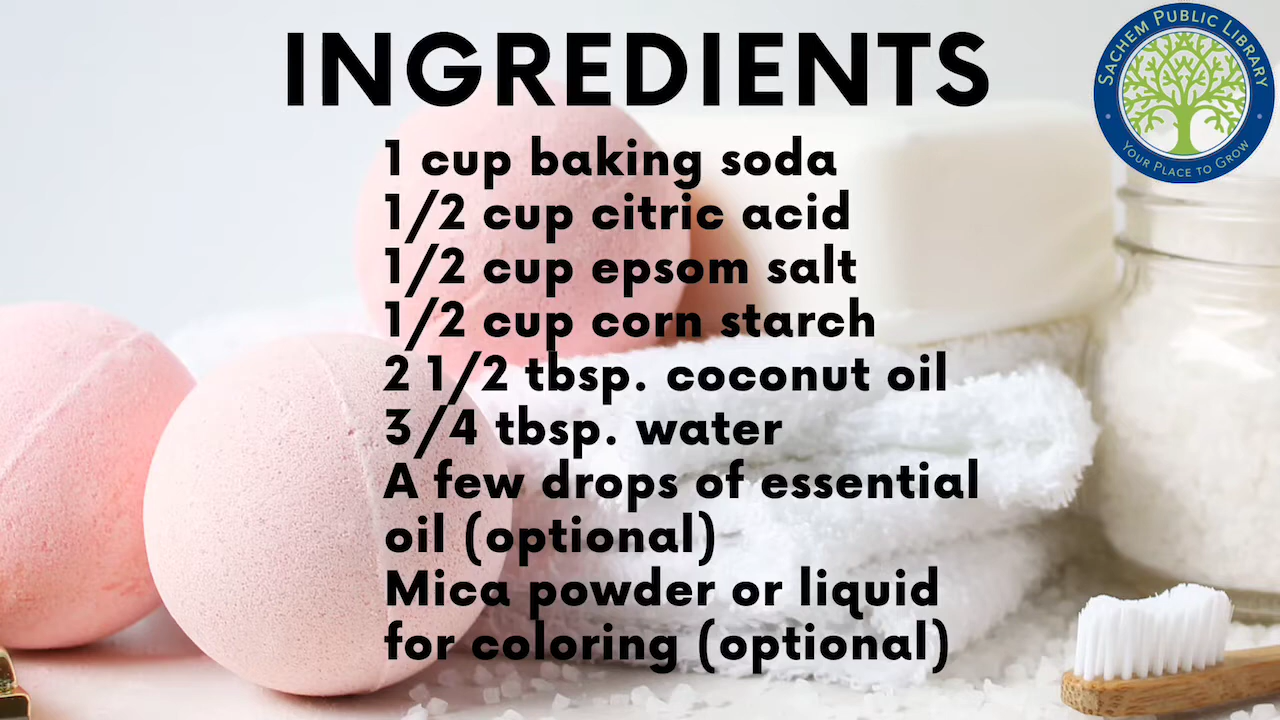 INGREDIENTS
SACHEM PUBLIC LIBRARY
YOUR PLACE TO GROW
1 cup baking soda
1/2 cup citric acid
1/2 cup epsom salt
1/2 cup corn starch
2 1/2 tbsp. coconut oil
3/4 tbsp. water
A few drops of essential
oil (optional)
Mica powder or liquid
for coloring (optional)